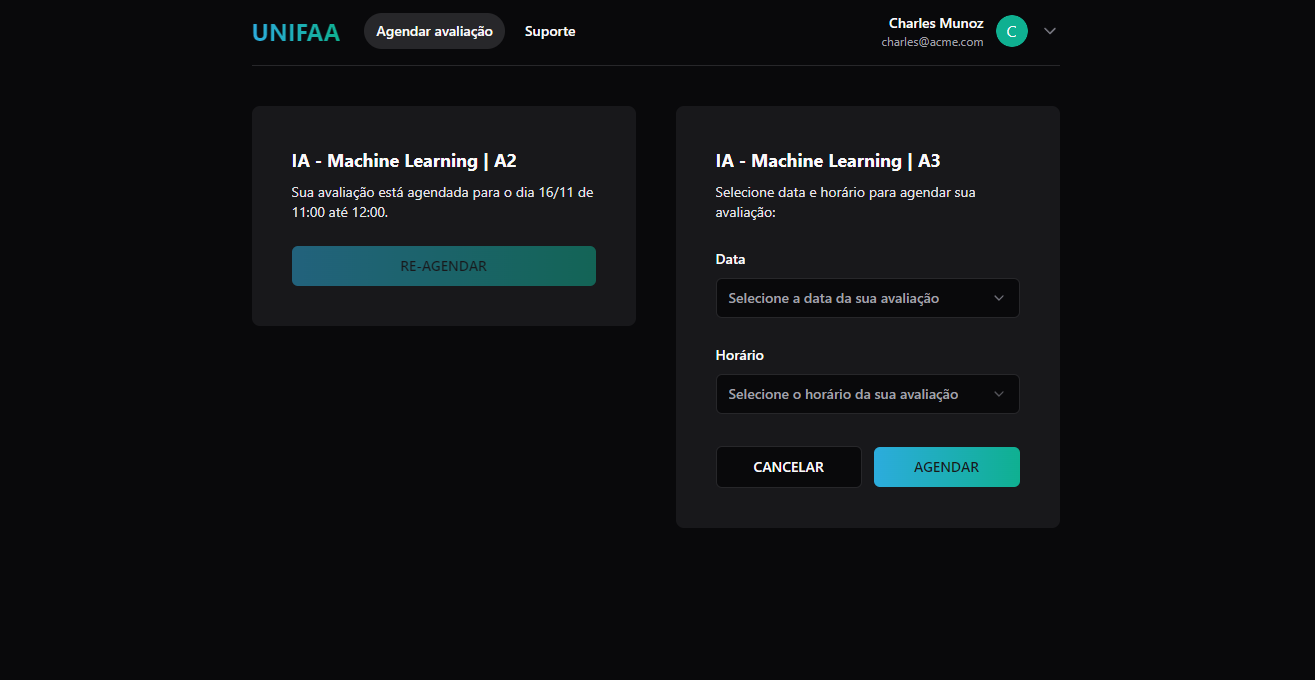 UNIFAA
Agendar avaliação
Suporte
Charles Munoz
charles@acme.com
C
IA - Machine Learning | A2
Sua avaliação está agendada para o dia 16/11 de
11:00 até 12:00.
RE-AGENDAR
IA - Machine Learning | A3
Selecione data e horário para agendar sua
avaliação:
Data
Selecione a data da sua avaliação
Horário
Selecione o horário da sua avaliação
CANCELAR
AGENDAR